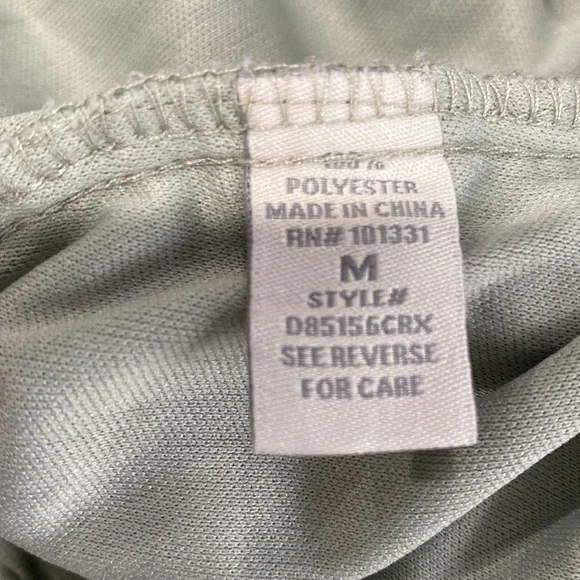 100%
POLYESTER
MADE IN CHINA
RN# 101331
M
STYLE#
D85156CRX
SEE REVERSE
FOR CARE